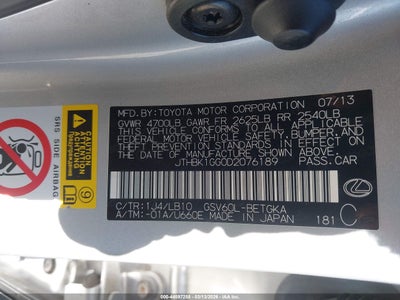 MFD.BY:TOYOTA MOTOR CORPORATION 07/13
GVWR 4700LB GAWR FR 2625LB RR 2540LB
THIS VEHICLE CONFORMS TO ALL APPLICABLE
FEDERAL MOTOR VEHICLE SAFETY,BUMPER,AND
THEFT PREVENTION STANDARDS IN EFFECT ON
THE DATE OF MANUFACTURE SHOWN ABOVE.
JTHBK1GG0D2076189 PASS.CAR
C/TR:1J4/LB10 GSV60L-BETGKA
A/TM:-01A/U660E MADE IN JAPAN 181 C
SRS SIDE AIRBAG
9